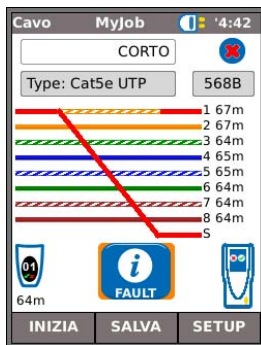 Cavo MyJob '4:42
CORTO
Type: Cat5e UTP 568B
1 67m
2 67m
3 64m
4 65m
5 65m
6 64m
7 64m
8 64m
S
01
i
64m
FAULT
INIZIA SALVA SETUP